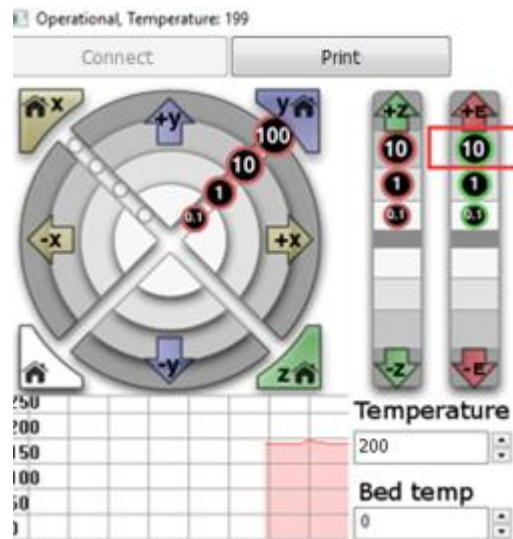 Operational, Temperature: 199
Connect Print
x +y y +Z +E
100
10 10 10
1 1 1
0.1 0.1 0.1
-x +x
-y z -Z -E
250
200 Temperature
150 200
100
50 Bed temp
0 0